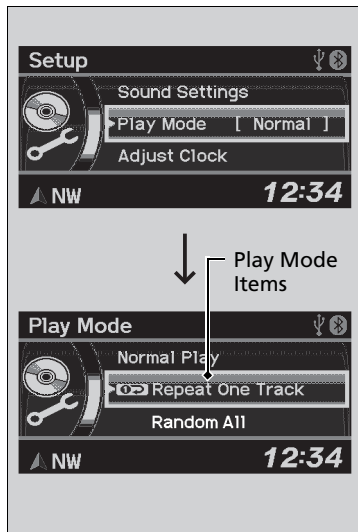 Setup
Sound Settings
Play Mode [ Normal ]
Adjust Clock
NW 12:34
Play Mode
Items
Play Mode
Normal Play
Repeat One Track
Random All
NW 12:34